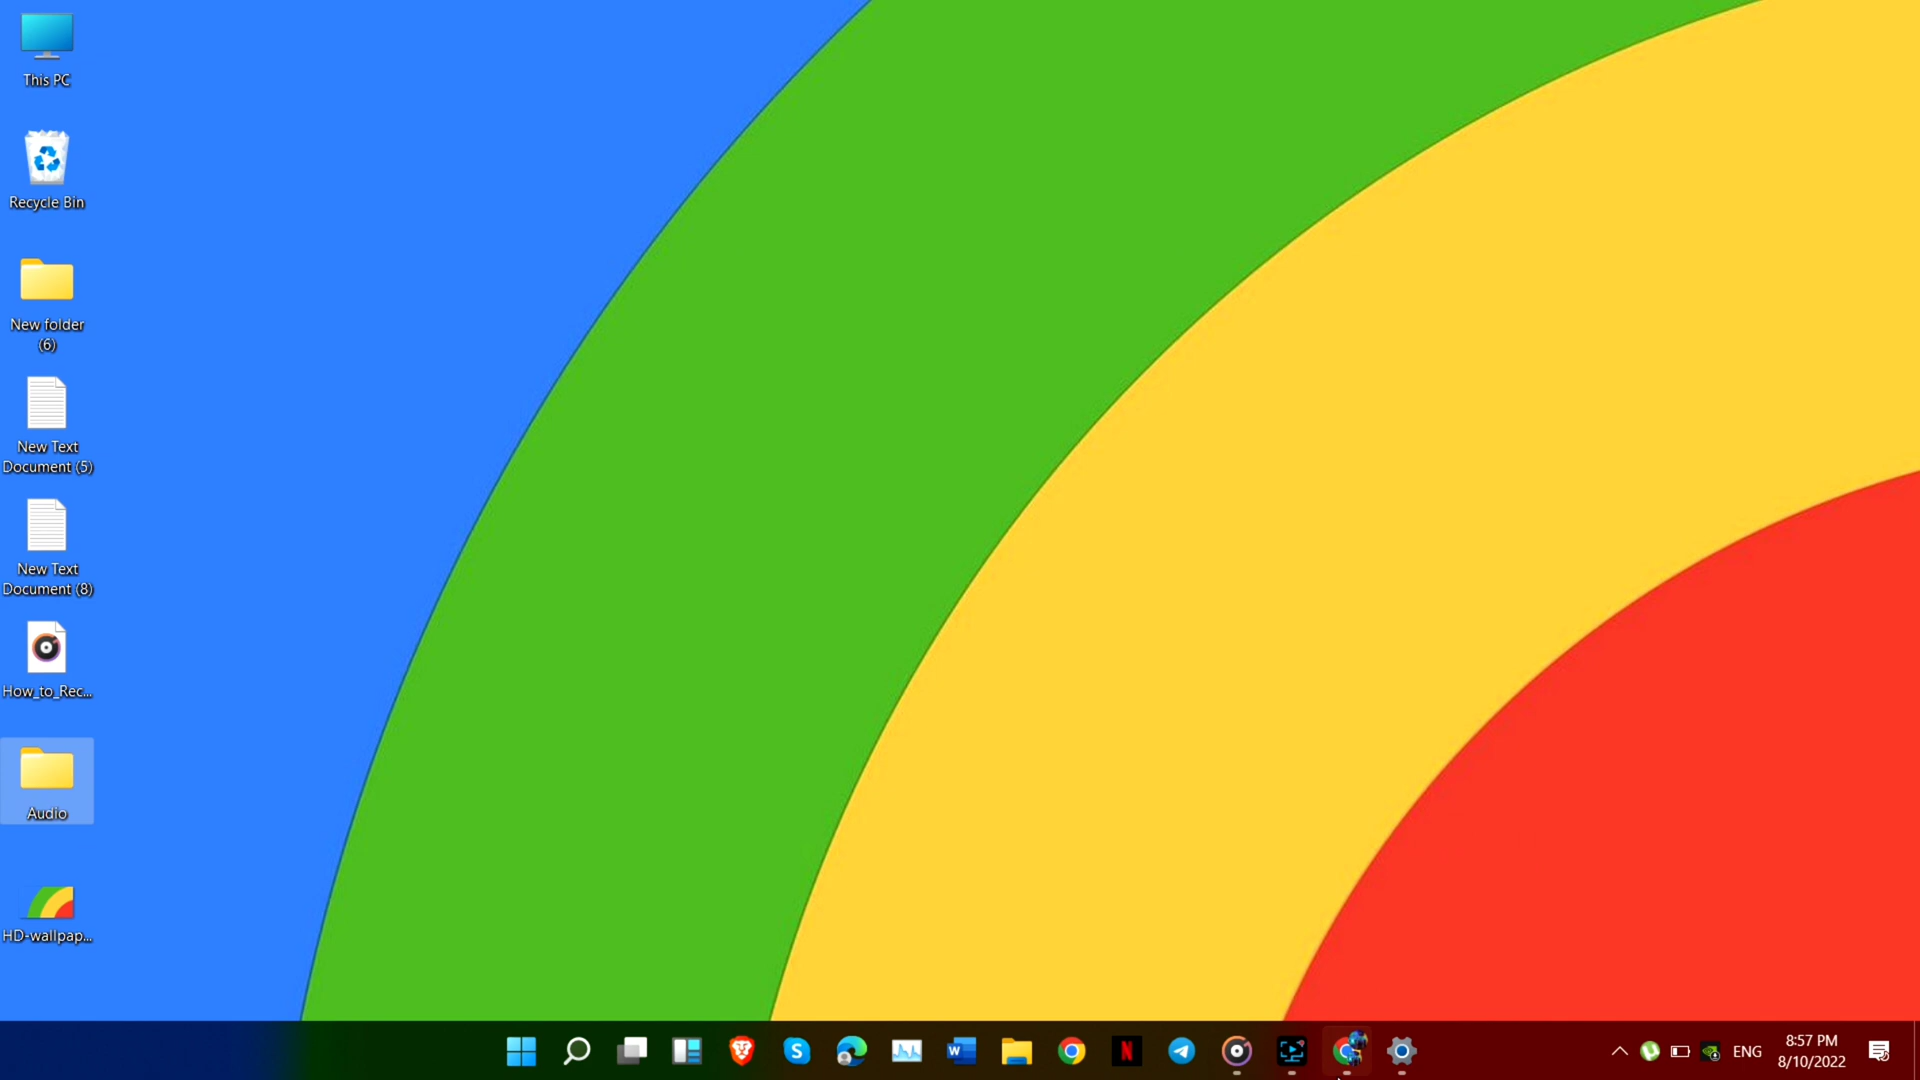 This PC
Recycle Bin
New folder
(6)
New Text
Document (5)
New Text
Document (8)
How_to_Rec...
Audio
HD-wallpap...
W
S
N
ENG
8:57 PM
8/10/2022